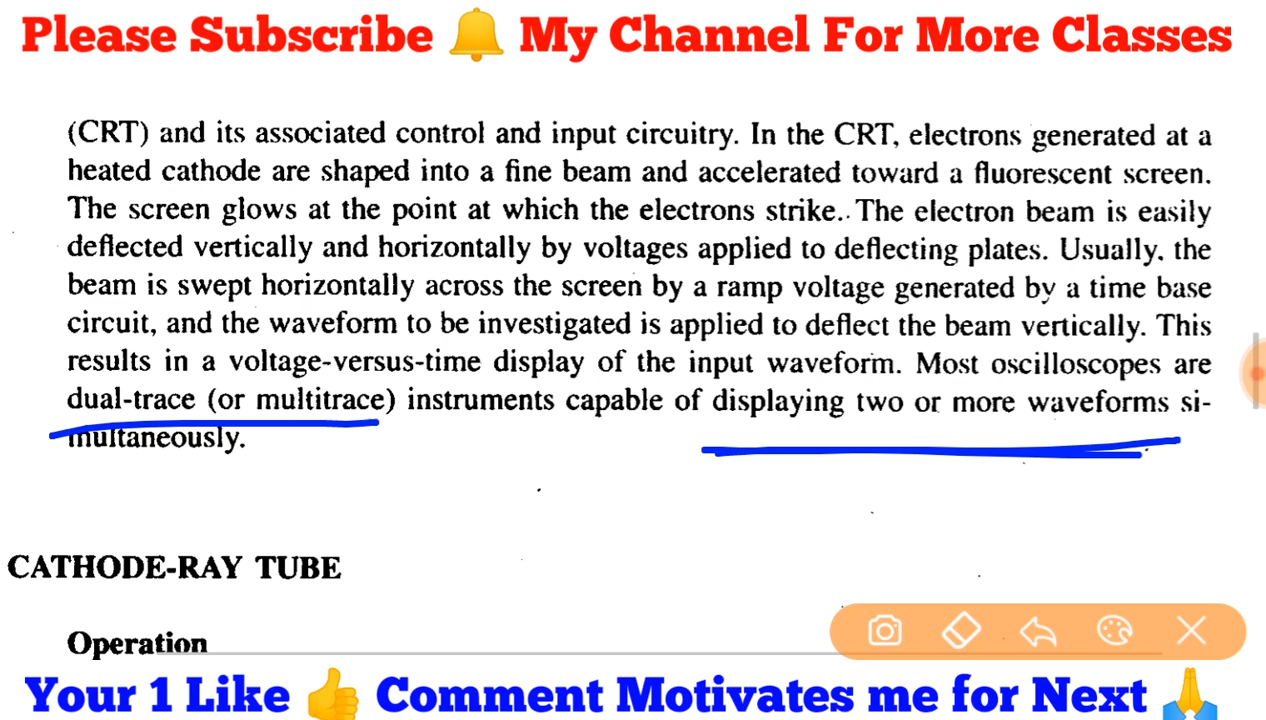 Please Subscribe 🔔 My Channel For More Classes
(CRT) and its associated control and input circuitry. In the CRT, electrons generated at a
heated cathode are shaped into a fine beam and accelerated toward a fluorescent screen.
The screen glows at the point at which the electrons strike. The electron beam is easily
deflected vertically and horizontally by voltages applied to deflecting plates. Usually, the
beam is swept horizontally across the screen by a ramp voltage generated by a time base
circuit, and the waveform to be investigated is applied to deflect the beam vertically. This
results in a voltage-versus-time display of the input waveform. Most oscilloscopes are
dual-trace (or multitrace) instruments capable of displaying two or more waveforms si-
multaneously.
CATHODE-RAY TUBE
Operation
Your 1 Like 👍 Comment Motivates me for Next 🙏